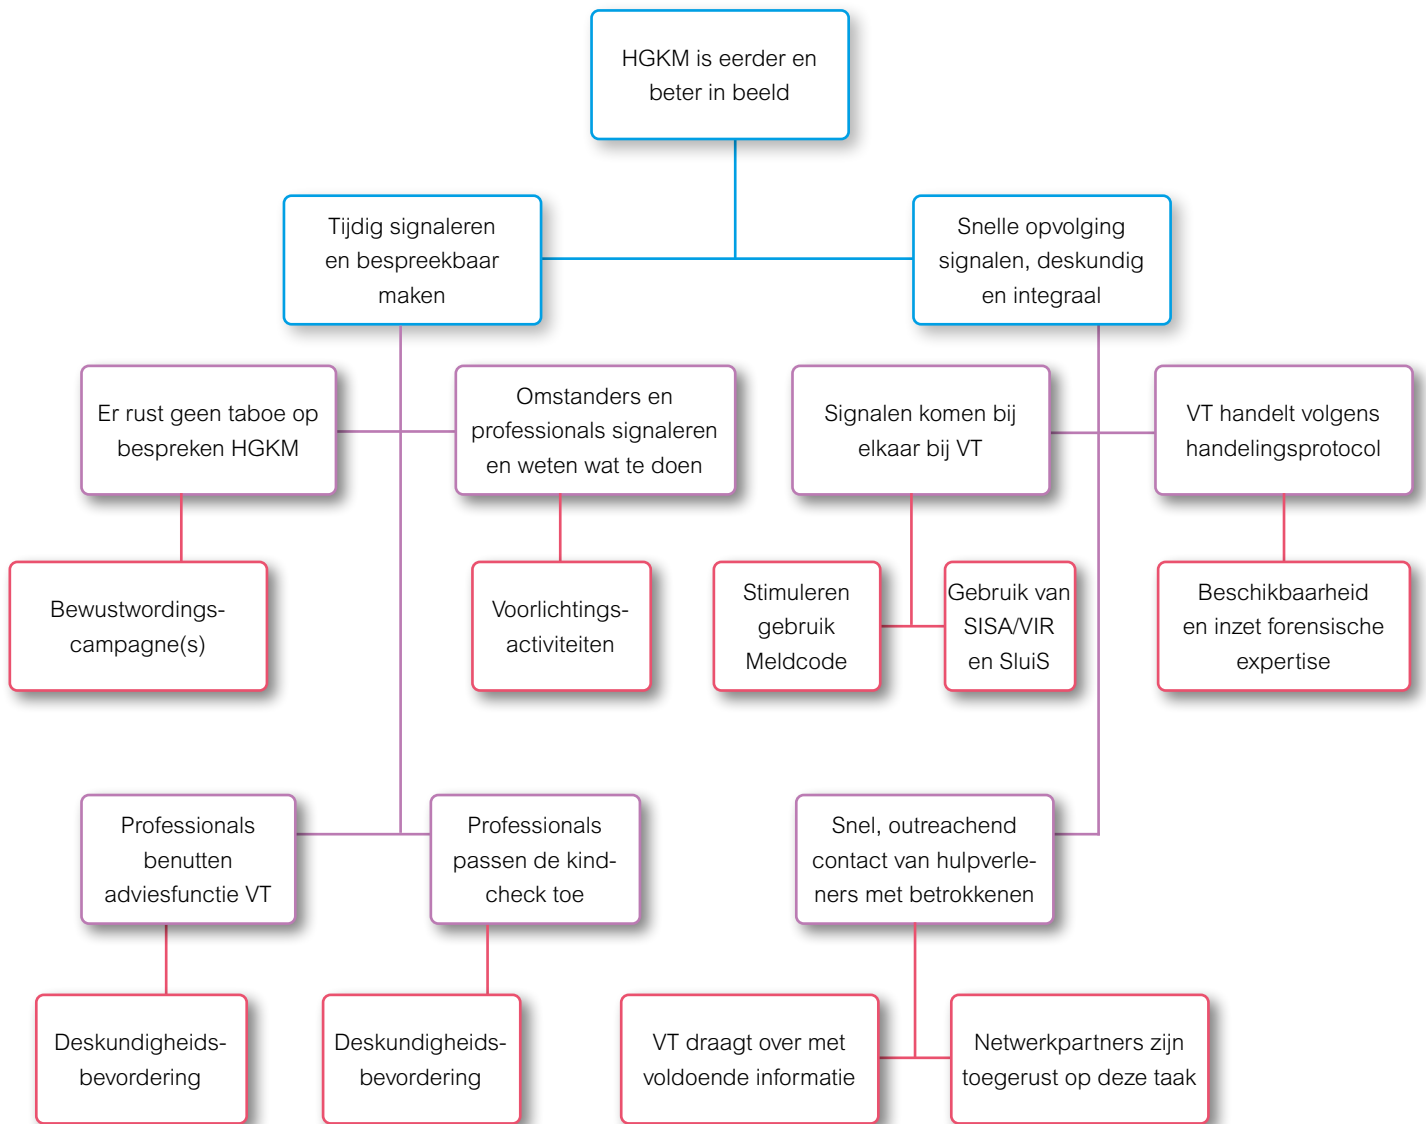 HGKM is eerder en
beter in beeld
Tijdig signaleren
en bespreekbaar
maken
Snelle opvolging
signalen, deskundig
en integraal
Er rust geen taboe op
bespreken HGKM
Omstanders en
professionals signaleren
en weten wat te doen
Signalen komen bij
elkaar bij VT
VT handelt volgens
handelingsprotocol
Bewustwordings-
campagne(s)
Voorlichtings-
activiteiten
Stimuleren
gebruik
Meldcode
Gebruik van
SISA/VIR
en SluiS
Beschikbaarheid
en inzet forensische
expertise
Professionals
benutten
adviesfunctie VT
Professionals
passen de kind-
check toe
Snel, outreachend
contact van hulpverle-
ners met betrokkenen
Deskundigheids-
bevordering
Deskundigheids-
bevordering
VT draagt over met
voldoende informatie
Netwerkpartners zijn
toegerust op deze taak